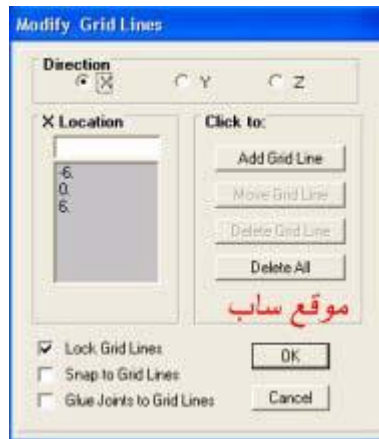 Modify Grid Lines
Direction
X Y Z
X Location
-6.
0.
6.
Click to:
Add Grid Line
Move Grid Line
Delete Grid Line
Delete All
موقع ساب
Lock Grid Lines
Snap to Grid Lines
Glue Joints to Grid Lines
OK
Cancel